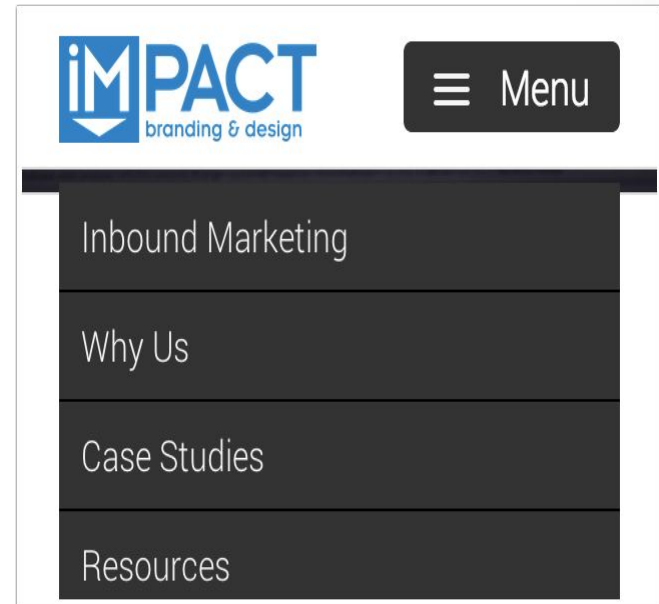 iMPACT
branding & design
Menu
Inbound Marketing
Why Us
Case Studies
Resources